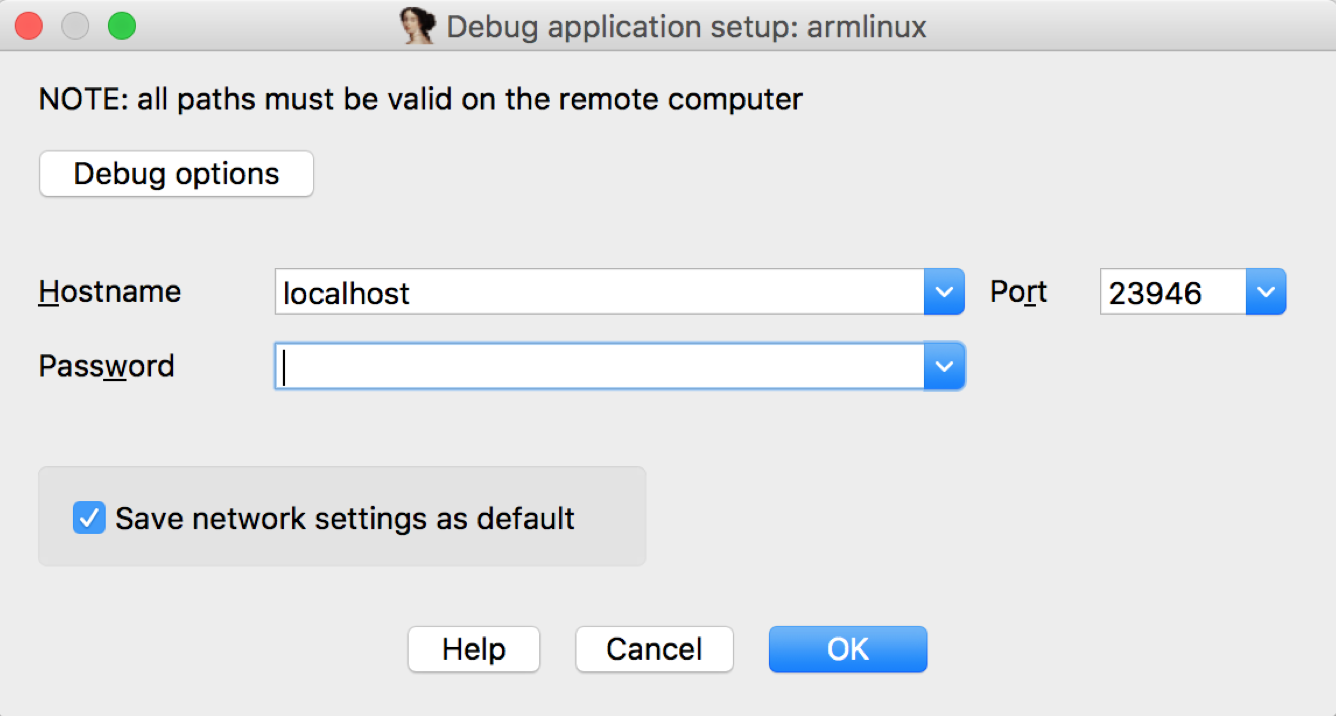 Debug application setup: armlinux
NOTE: all paths must be valid on the remote computer
Debug options
Hostname localhost Port 23946
Password
Save network settings as default
Help Cancel OK